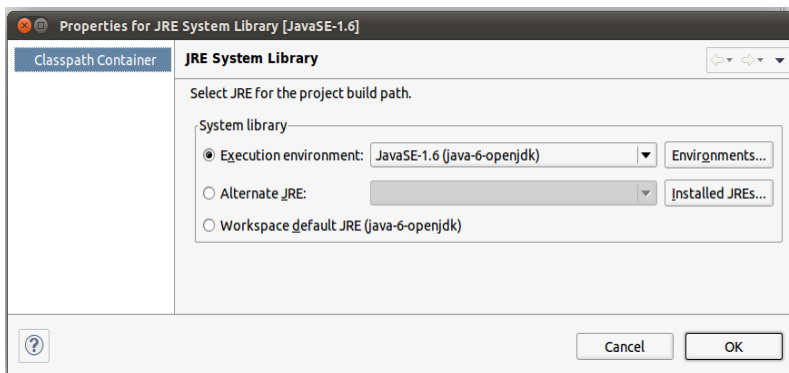 Properties for JRE System Library [JavaSE-1.6]
Classpath Container
JRE System Library
Select JRE for the project build path.
System library
Execution environment: JavaSE-1.6 (java-6-openjdk) Environments...
Alternate JRE: Installed JREs...
Workspace default JRE (java-6-openjdk)
? Cancel OK